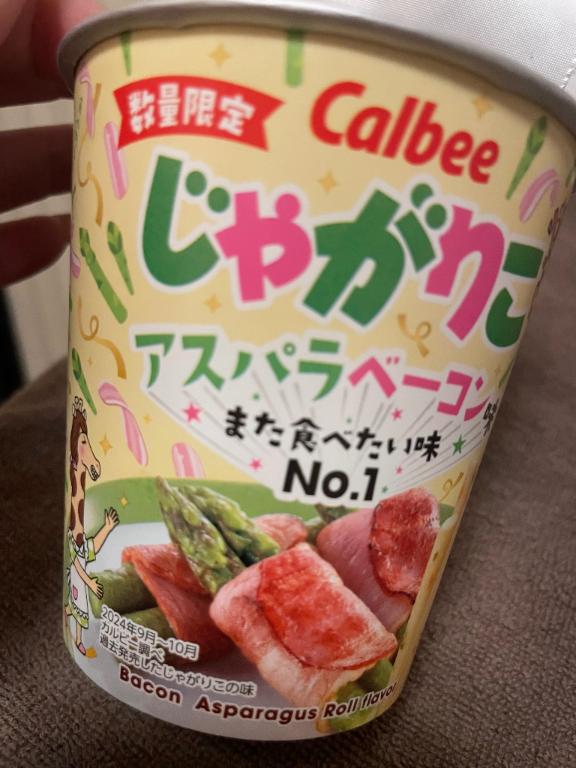 数量限定
Calbee
じゃがりこ
アスパラベーコン味
また食べたい味
No.1
2024年9月～10月
カルビー調べ
過去発売したじゃがりこの味
Bacon Asparagus Roll flavor